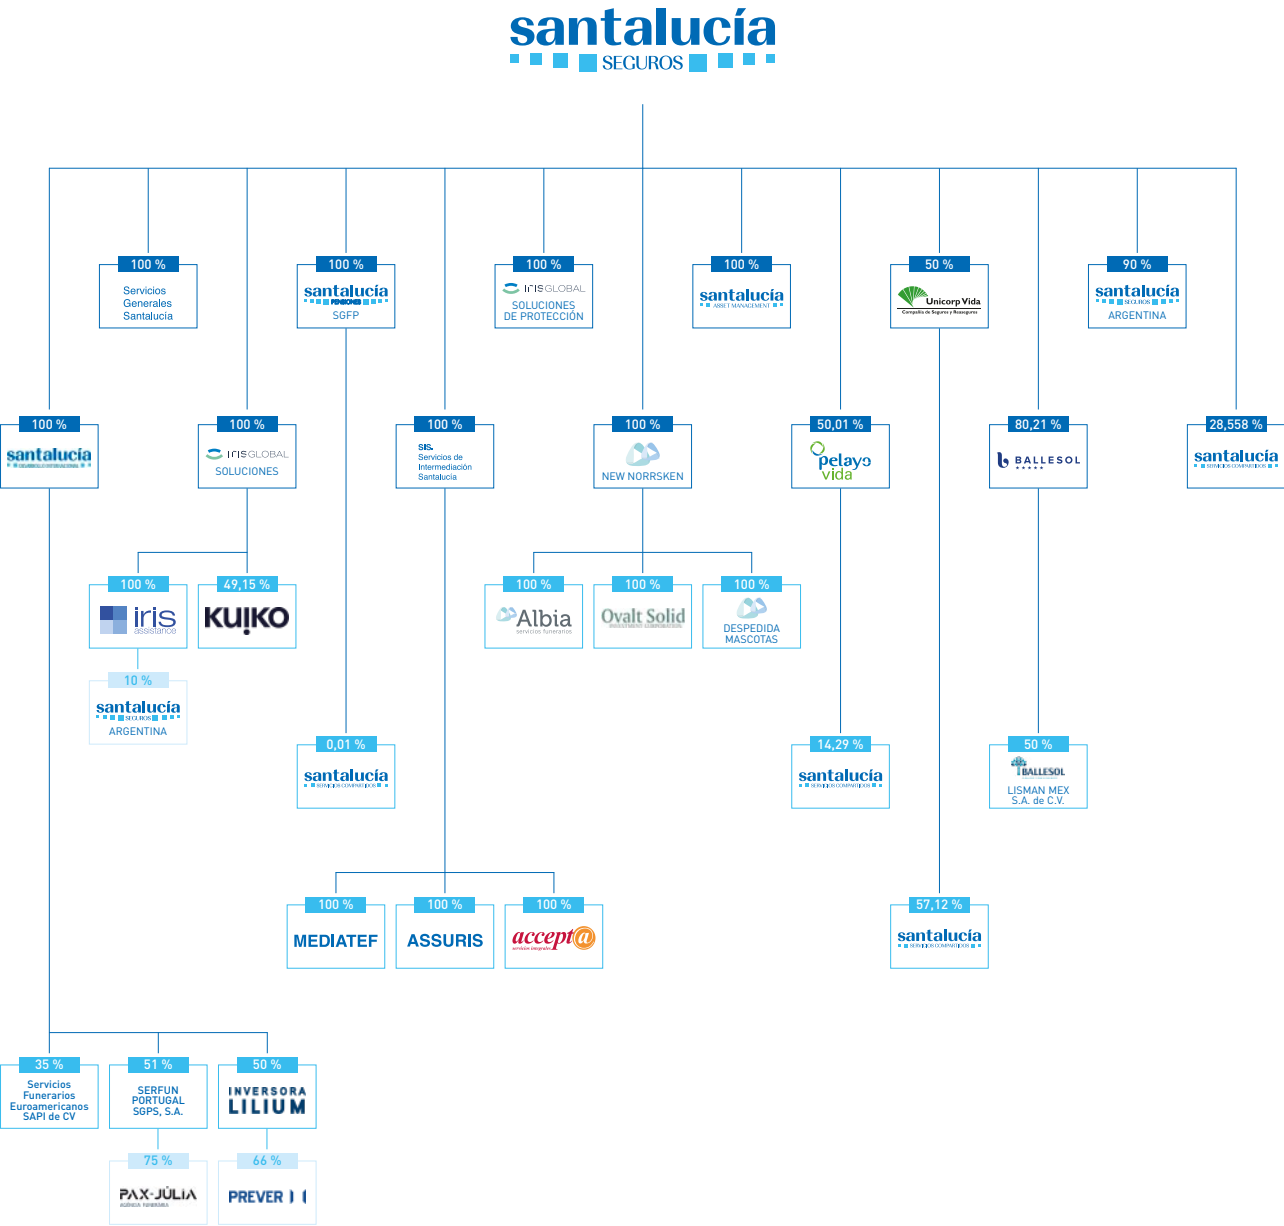 santalucía
SEGUROS
100 %
Servicios
Generales
Santalucía
100 %
santalucía
PENSIONES
SGFP
100 %
IrISGLOBAL
SOLUCIONES
DE PROTECCIÓN
100 %
santalucía
ASSET MANAGEMENT
50 %
Unicorp Vida
Compañía de Seguros y Reaseguros
90 %
santalucía
SEGUROS
ARGENTINA
100 %
santalucía
DESARROLLO INTERNACIONAL
100 %
IrISGLOBAL
SOLUCIONES
100 %
SIS.
Servicios de
Intermediación
Santalucía
100 %
NEW NORRSKEN
50,01 %
pelayo
vida
80,21 %
BALLESOL
28,558 %
santalucía
SERVICIOS COMPARTIDOS
100 %
iris
assistance
49,15 %
KUIKO
100 %
Albia
servicios funerarios
100 %
Ovalt Solid
INVESTMENT CORPORATION
100 %
DESPEDIDA
MASCOTAS
10 %
santalucía
SEGUROS
ARGENTINA
0,01 %
santalucía
SERVICIOS COMPARTIDOS
14,29 %
santalucía
SERVICIOS COMPARTIDOS
50 %
BALLESOL
LISMAN MEX
S.A. de C.V.
100 %
MEDIATEF
100 %
ASSURIS
100 %
accept@
servicios integrales
57,12 %
santalucía
SERVICIOS COMPARTIDOS
35 %
Servicios
Funerarios
Euroamericanos
SAPI de CV
51 %
SERFUN
PORTUGAL
SGPS, S.A.
50 %
INVERSORA
LILIUM
75 %
PAX-JÚLIA
AGÊNCIA FUNERÁRIA
66 %
PREVER